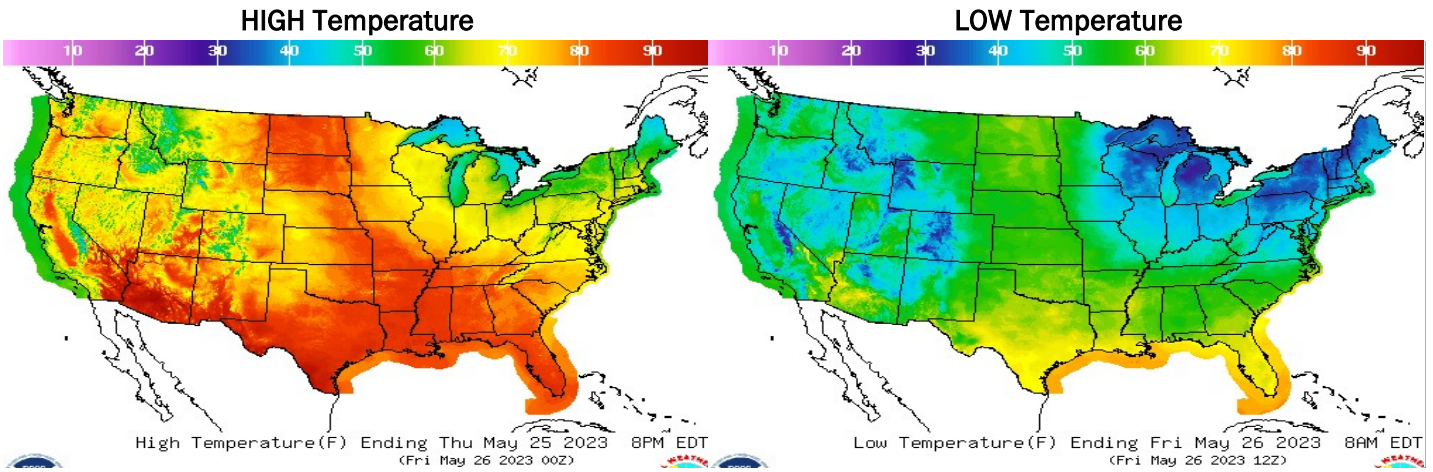 HIGH Temperature
LOW Temperature
10 20 30 40 50 60 70 80 90
10 20 30 40 50 60 70 80 90
High Temperature(F) Ending Thu May 25 2023 8PM EDT
(Fri May 26 2023 00Z)
Low Temperature(F) Ending Fri May 26 2023 8AM EDT
(Fri May 26 2023 12Z)